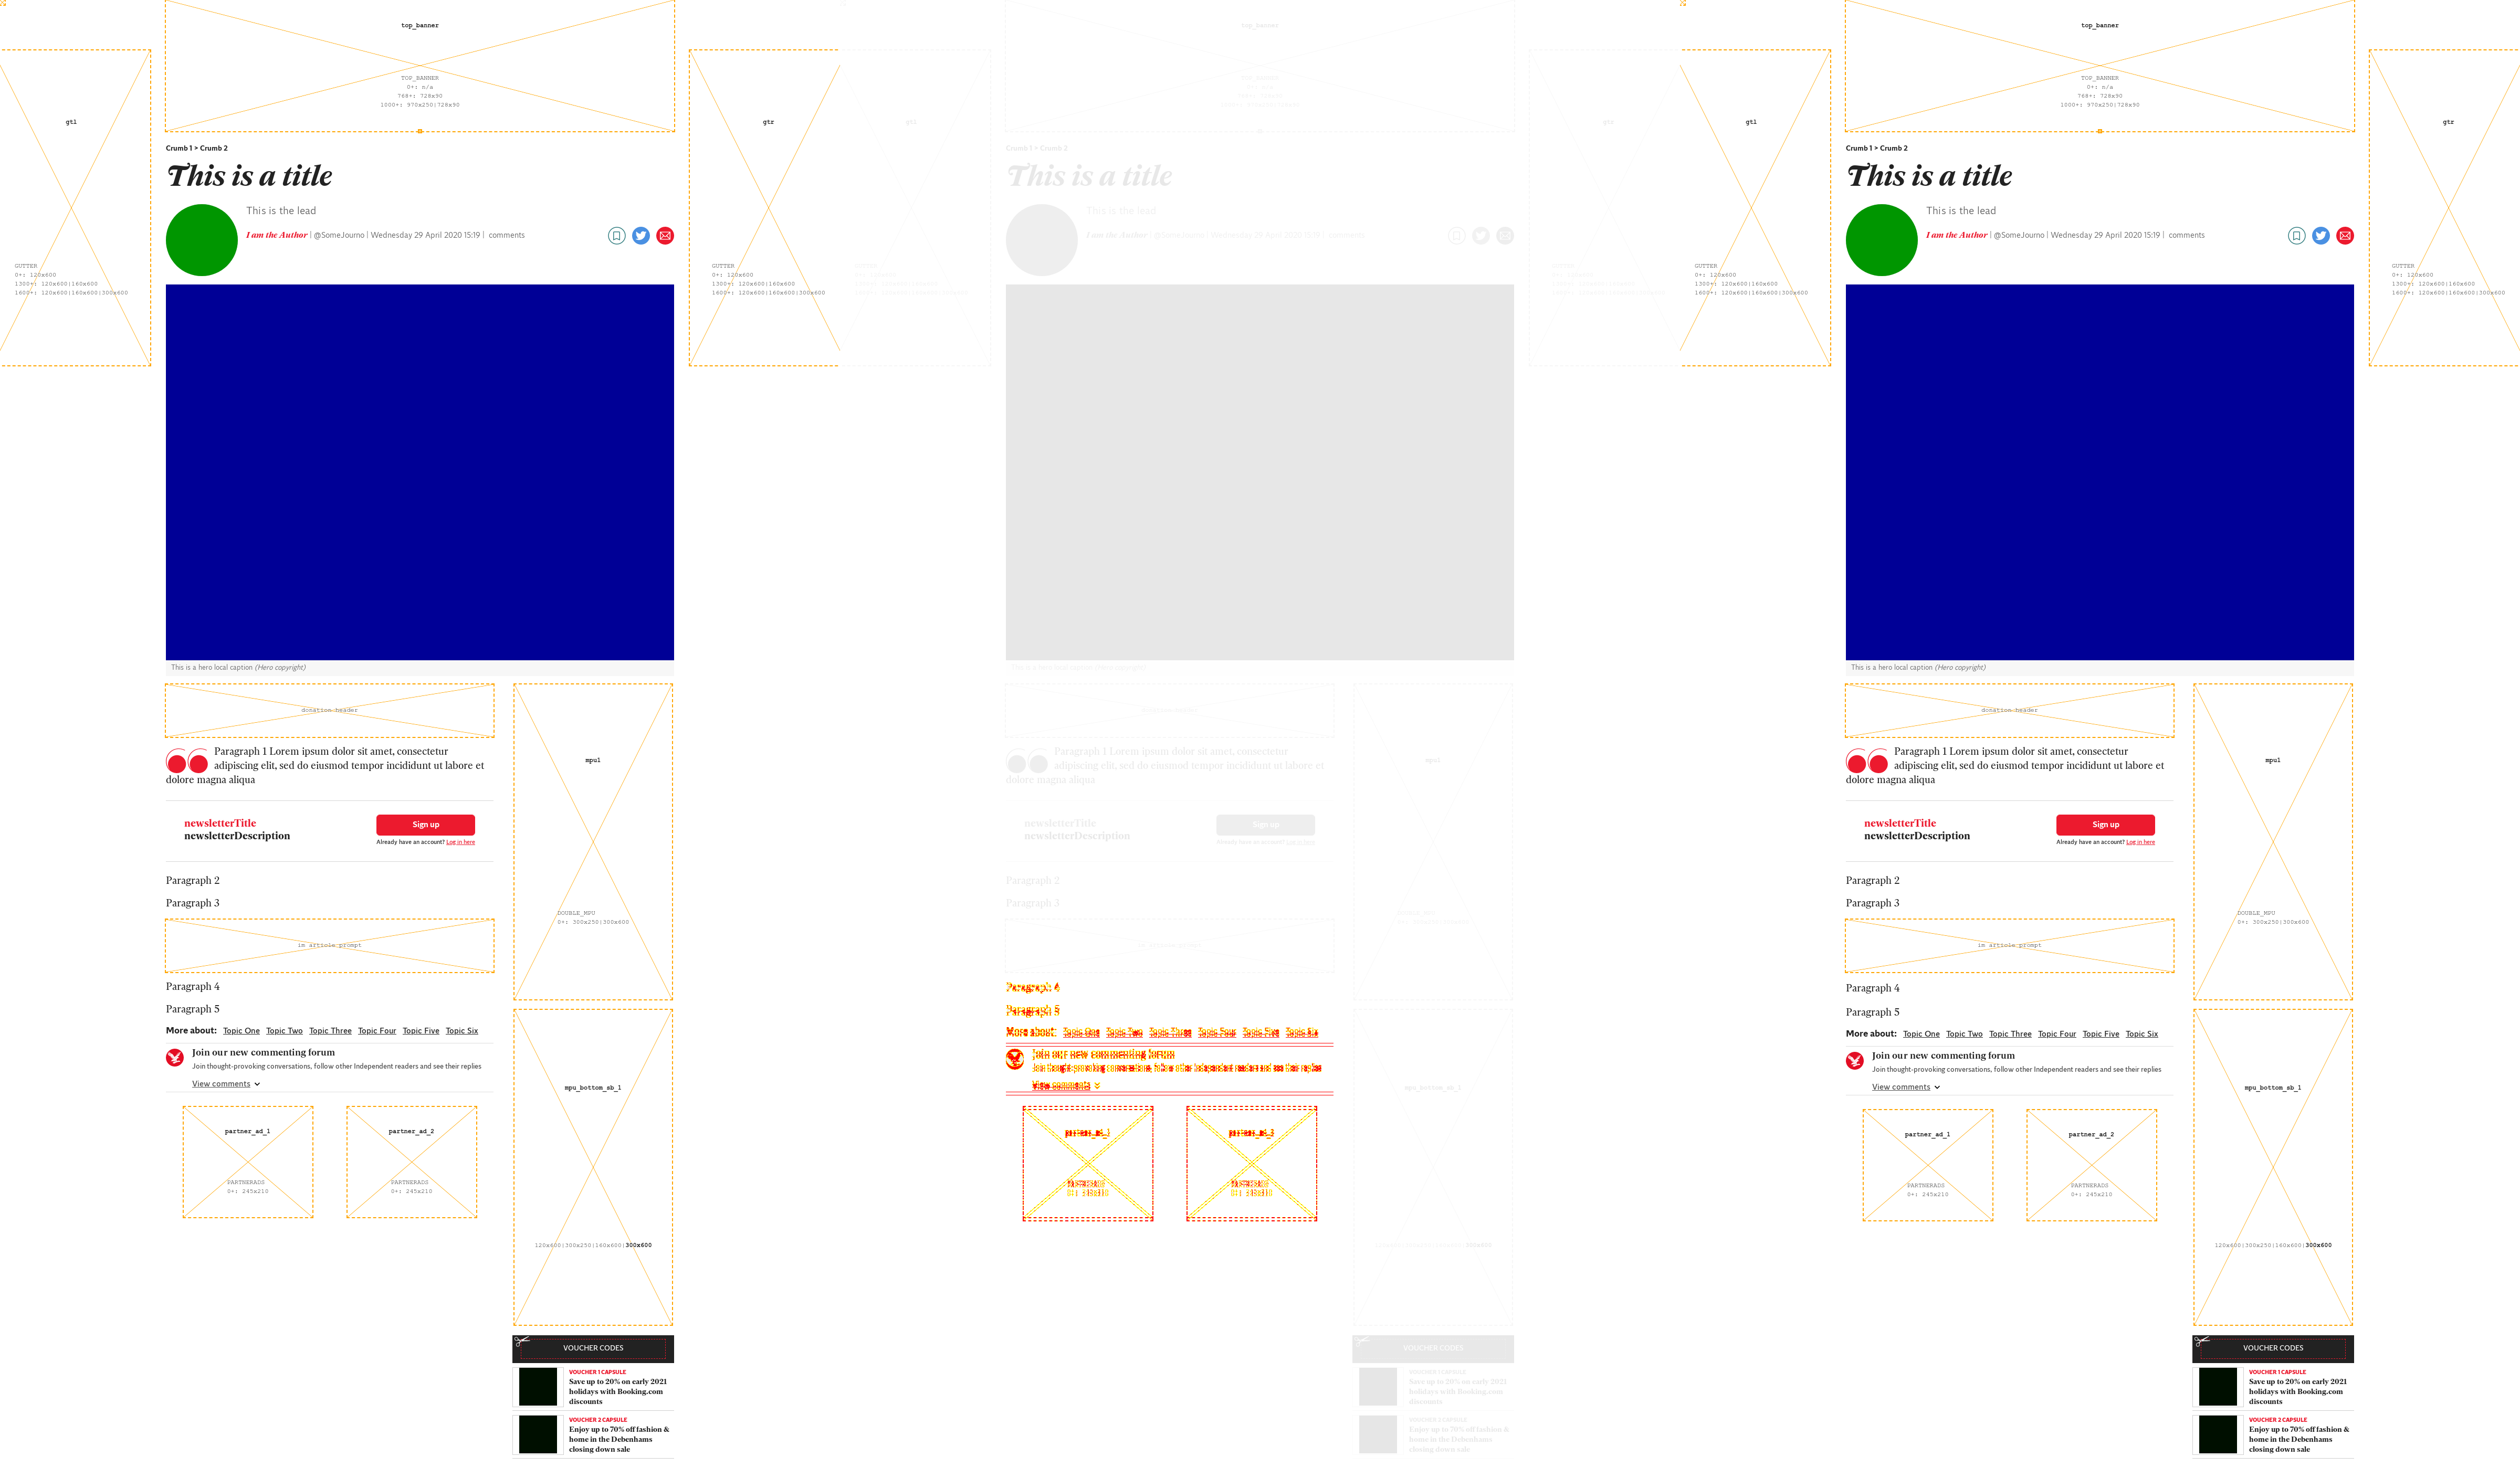 top_banner
TOP_BANNER
0+: n/a
768+: 728x90
1000+: 970x250|728x90
gtl
GUTTER
0+: 120x600
1300+: 120x600|160x600
1600+: 120x600|160x600|300x600
gtr
GUTTER
0+: 120x600
1300+: 120x600|160x600
1600+: 120x600|160x600|300x600
Crumb 1 > Crumb 2
This is a title
This is the lead
I am the Author | @SomeJourno | Wednesday 29 April 2020 15:19 | comments
This is a hero local caption (Hero copyright)
donation header
Paragraph 1 Lorem ipsum dolor sit amet, consectetur
adipiscing elit, sed do eiusmod tempor incididunt ut labore et
dolore magna aliqua
newsletterTitle
newsletterDescription
Sign up
Already have an account? Log in here
Paragraph 2
Paragraph 3
im article prompt
Paragraph 4
Paragraph 5
More about: Topic One Topic Two Topic Three Topic Four Topic Five Topic Six
Join our new commenting forum
Join thought-provoking conversations, follow other Independent readers and see their replies
View comments
partner_ad_1
PARTNERADS
0+: 245x210
partner_ad_2
PARTNERADS
0+: 245x210
mpu1
DOUBLE_MPU
0+: 300x250|300x600
mpu_bottom_sb_1
120x600|300x250|160x600|300x600
VOUCHER CODES
VOUCHER 1 CAPSULE
Save up to 20% on early 2021
holidays with Booking.com
discounts
VOUCHER 2 CAPSULE
Enjoy up to 70% off fashion &
home in the Debenhams
closing down sale
top_banner
Crumb 1 > Crumb 2
This is a title
This is the lead
I am the Author | @SomeJourno | Wednesday 29 April 2020 15:19 | comments
This is a hero local caption (Hero copyright)
Paragraph 1 Lorem ipsum dolor sit amet, consectetur
adipiscing elit, sed do eiusmod tempor incididunt ut labore et
dolore magna aliqua
newsletterTitle
newsletterDescription
Sign up
Already have an account? Log in here
Paragraph 2
Paragraph 3
Paragraph 4
Paragraph 5
More about: Topic One Topic Two Topic Three Topic Four Topic Five Topic Six
Join our new commenting forum
View comments
partner_ad_1
mpu1
mpu_bottom_sb_1
VOUCHER CODES
VOUCHER 1 CAPSULE
Save up to 20% on early 2021
holidays with Booking.com
discounts
VOUCHER 2 CAPSULE
Enjoy up to 70% off fashion &
home in the Debenhams
closing down sale
top_banner
TOP_BANNER
0+: n/a
768+: 728x90
1000+: 970x250|728x90
gtl
GUTTER
0+: 120x600
1300+: 120x600|160x600
1600+: 120x600|160x600|300x600
gtr
GUTTER
0+: 120x600
1300+: 120x600|160x600
1600+: 120x600|160x600|300x600
Crumb 1 > Crumb 2
This is a title
This is the lead
I am the Author | @SomeJourno | Wednesday 29 April 2020 15:19 | comments
This is a hero local caption (Hero copyright)
donation header
Paragraph 1 Lorem ipsum dolor sit amet, consectetur
adipiscing elit, sed do eiusmod tempor incididunt ut labore et
dolore magna aliqua
newsletterTitle
newsletterDescription
Sign up
Already have an account? Log in here
Paragraph 2
Paragraph 3
im article prompt
Paragraph 4
Paragraph 5
More about: Topic One Topic Two Topic Three Topic Four Topic Five Topic Six
Join our new commenting forum
Join thought-provoking conversations, follow other Independent readers and see their replies
View comments
partner_ad_1
PARTNERADS
0+: 245x210
partner_ad_2
PARTNERADS
0+: 245x210
mpu1
DOUBLE_MPU
0+: 300x250|300x600
mpu_bottom_sb_1
120x600|300x250|160x600|300x600
VOUCHER CODES
VOUCHER 1 CAPSULE
Save up to 20% on early 2021
holidays with Booking.com
discounts
VOUCHER 2 CAPSULE
Enjoy up to 70% off fashion &
home in the Debenhams
closing down sale